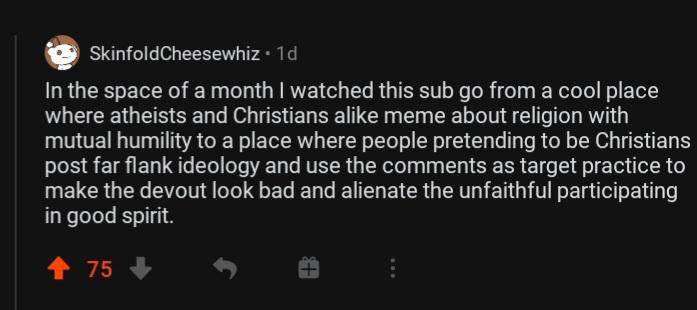 SkinfoldCheesewhiz • 1d
In the space of a month I watched this sub go from a cool place
where atheists and Christians alike meme about religion with
mutual humility to a place where people pretending to be Christians
post far flank ideology and use the comments as target practice to
make the devout look bad and alienate the unfaithful participating
in good spirit.
75